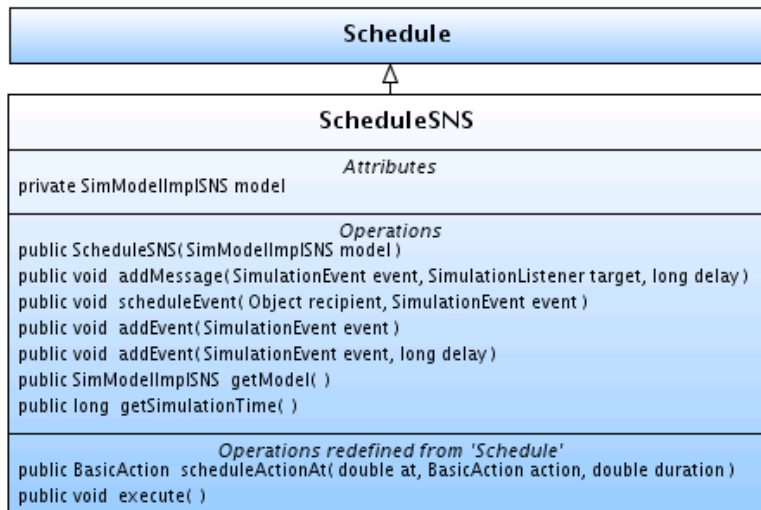 Schedule
ScheduleSNS
Attributes
private SimModelImplSNS model
Operations
public ScheduleSNS( SimModelImplSNS model )
public void addMessage( SimulationEvent event, SimulationListener target, long delay )
public void scheduleEvent( Object recipient, SimulationEvent event )
public void addEvent( SimulationEvent event )
public void addEvent( SimulationEvent event, long delay )
public SimModelImplSNS getModel( )
public long getSimulationTime( )
Operations redefined from 'Schedule'
public BasicAction scheduleActionAt( double at, BasicAction action, double duration )
public void execute( )